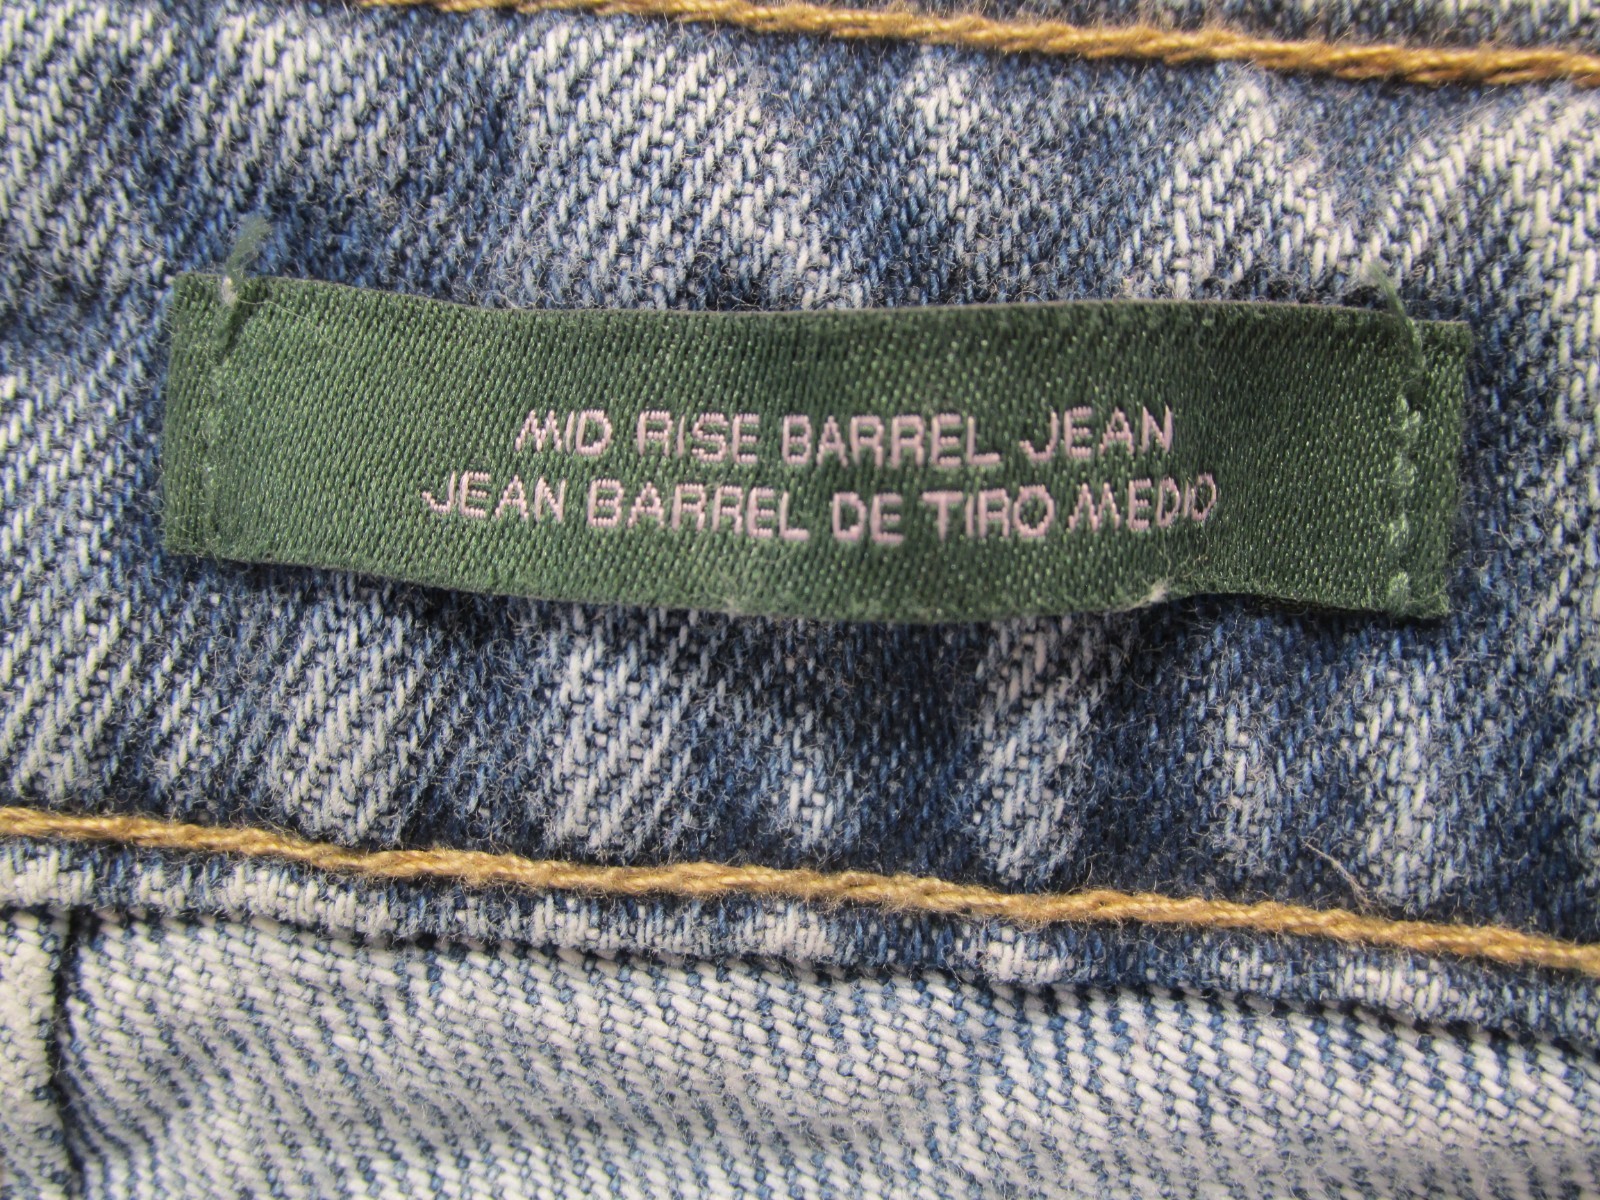 MID RISE BARREL JEAN
JEAN BARREL DE TIRO MEDIO